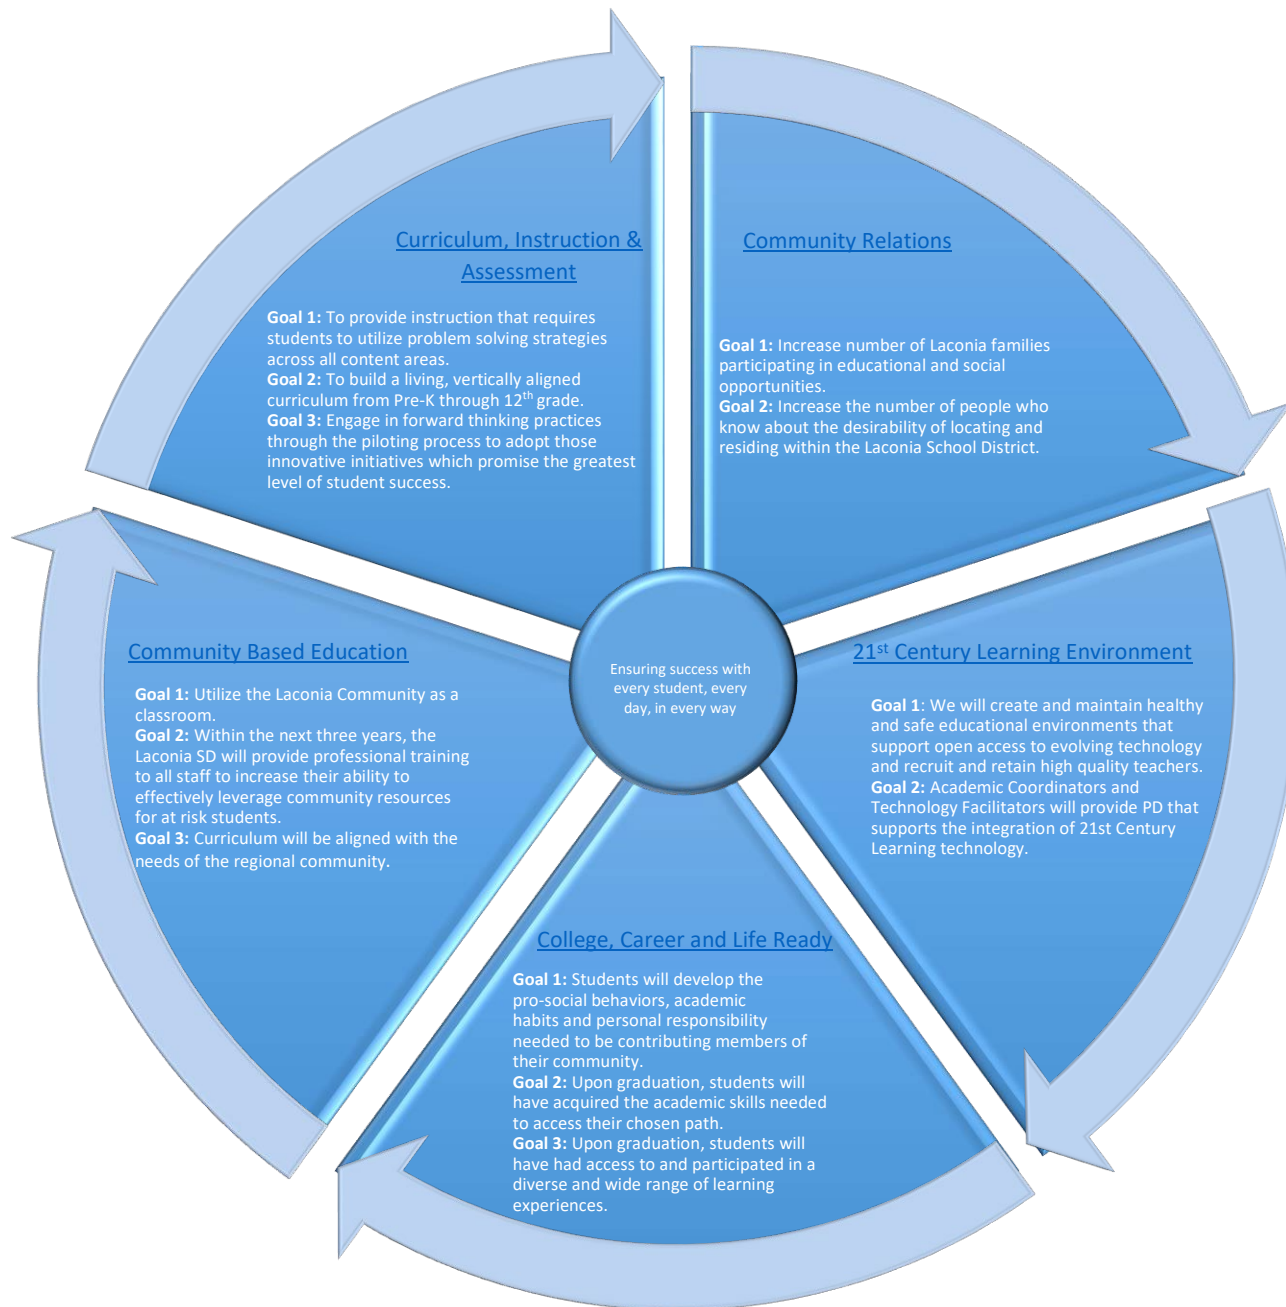 Curriculum, Instruction &
Assessment
Goal 1: To provide instruction that requires
students to utilize problem solving strategies
across all content areas.
Goal 2: To build a living, vertically aligned
curriculum from Pre-K through 12th grade.
Goal 3: Engage in forward thinking practices
through the piloting process to adopt those
innovative initiatives which promise the greatest
level of student success.
Community Relations
Goal 1: Increase number of Laconia families
participating in educational and social
opportunities.
Goal 2: Increase the number of people who
know about the desirability of locating and
residing within the Laconia School District.
Community Based Education
Goal 1: Utilize the Laconia Community as a
classroom.
Goal 2: Within the next three years, the
Laconia SD will provide professional training
to all staff to increase their ability to
effectively leverage community resources
for at risk students.
Goal 3: Curriculum will be aligned with the
needs of the regional community.
Ensuring success with
every student, every
day, in every way
21st Century Learning Environment
Goal 1: We will create and maintain healthy
and safe educational environments that
support open access to evolving technology
and recruit and retain high quality teachers.
Goal 2: Academic Coordinators and
Technology Facilitators will provide PD that
supports the integration of 21st Century
Learning technology.
College, Career and Life Ready
Goal 1: Students will develop the
pro-social behaviors, academic
habits and personal responsibility
needed to be contributing members of
their community.
Goal 2: Upon graduation, students will
have acquired the academic skills needed
to access their chosen path.
Goal 3: Upon graduation, students will
have had access to and participated in a
diverse and wide range of learning
experiences.